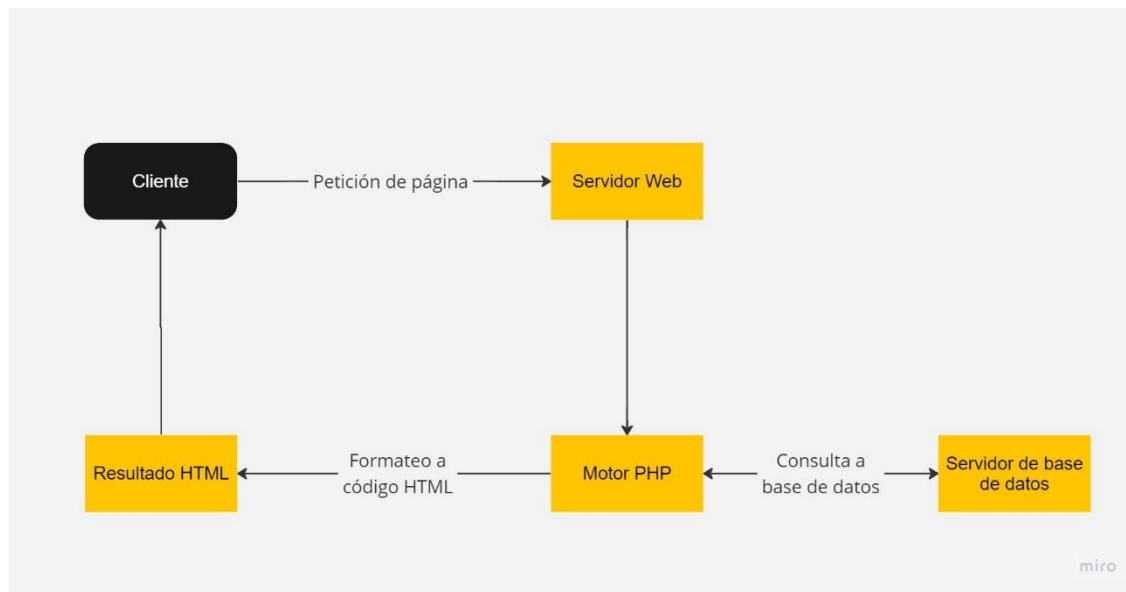 Cliente
Petición de página
Servidor Web
Resultado HTML
Formateo a
código HTML
Motor PHP
Consulta a
base de datos
Servidor de base
de datos
miro